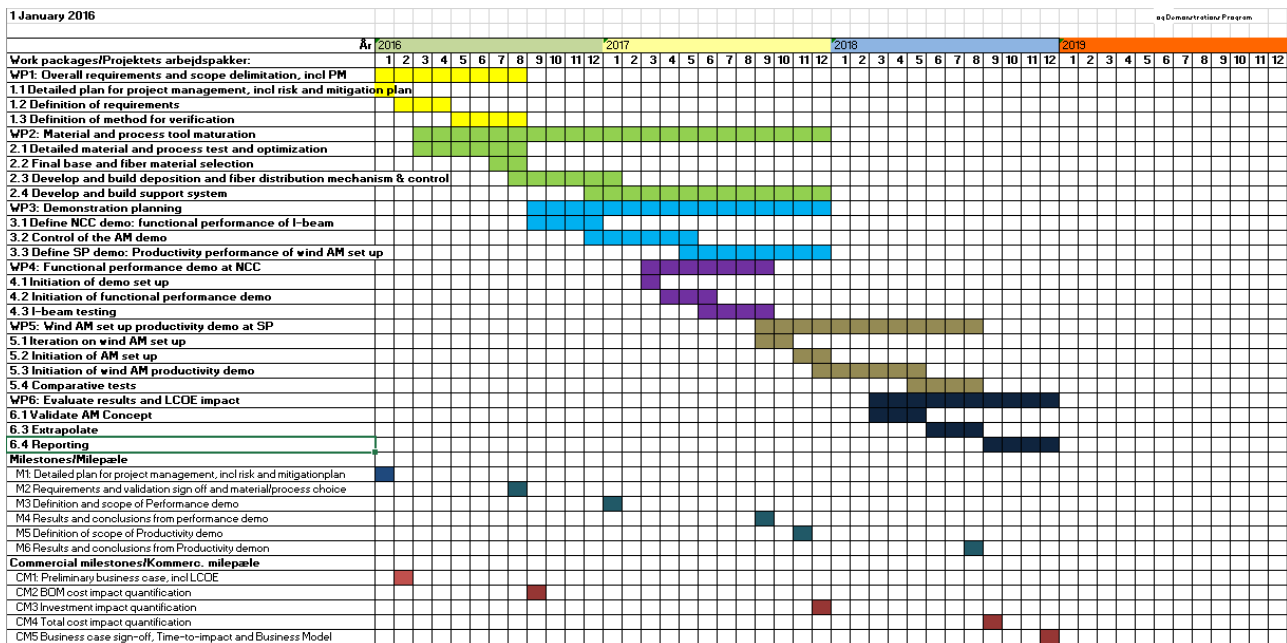 1 January 2016
og Demonstrations Program
År 2016 2017 2018 2019
Work packages/Projektets arbejdspakker: 1 2 3 4 5 6 7 8 9 10 11 12 1 2 3 4 5 6 7 8 9 10 11 12 1 2 3 4 5 6 7 8 9 10 11 12 1 2 3 4 5 6 7 8 9 10 11 12
WP1: Overall requirements and scope delimitation, incl PM
1.1 Detailed plan for project management, incl risk and mitigation plan
1.2 Definition of requirements
1.3 Definition of method for verification
WP2: Material and process tool maturation
2.1 Detailed material and process test and optimization
2.2 Final base and fiber material selection
2.3 Develop and build deposition and fiber distribution mechanism & control
2.4 Develop and build support system
WP3: Demonstration planning
3.1 Define NCC demo: functional performance of I-beam
3.2 Control of the AM demo
3.3 Define SP demo: Productivity performance of wind AM set up
WP4: Functional performance demo at NCC
4.1 Initiation of demo set up
4.2 Initiation of functional performance demo
4.3 I-beam testing
WP5: Wind AM set up productivity demo at SP
5.1 Iteration on wind AM set up
5.2 Initiation of AM set up
5.3 Initiation of wind AM productivity demo
5.4 Comparative tests
WP6: Evaluate results and LCOE impact
6.1 Validate AM Concept
6.3 Extrapolate
6.4 Reporting
Milestones/Milepæle
M1: Detailed plan for project management, incl risk and mitigationplan
M2 Requirements and validation sign off and material/process choice
M3 Definition and scope of Performance demo
M4 Results and conclusions from performance demo
M5 Definition of scope of Productivity demo
M6 Results and conclusions from Productivity demon
Commercial milestones/Kommerc. milepæle
CM1: Preliminary business case, incl LCOE
CM2 BOM cost impact quantification
CM3 Investment impact quantification
CM4 Total cost impact quantification
CM5 Business case sign-off, Time-to-impact and Business Model